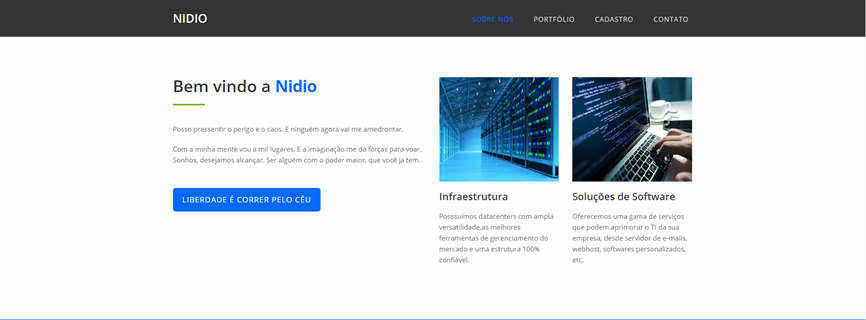 NIDIO
SOBRE NÓS PORTFÓLIO CADASTRO CONTATO
Bem vindo a Nidio
Posso pressentir o perigo e o caos. E ninguém agora vai me amedrontar.
Com a minha mente vou a mil lugares. E a imaginação me dá forças para voar.
Sonhos, desejamos alcançar. Ser alguém com o poder maior, que você ja tem.
LIBERDADE É CORRER PELO CÉU
Infraestrutura
Posssuímos datacenters com ampla
versatilidade,as melhores
ferramentas de gerenciamento do
mercado e uma estrutura 100%
confiável.
Soluções de Software
Oferecemos uma gama de serviços
que podem aprimorar o TI da sua
empresa, desde servidor de e-mails,
webhost, softwares personalizados,
etc.